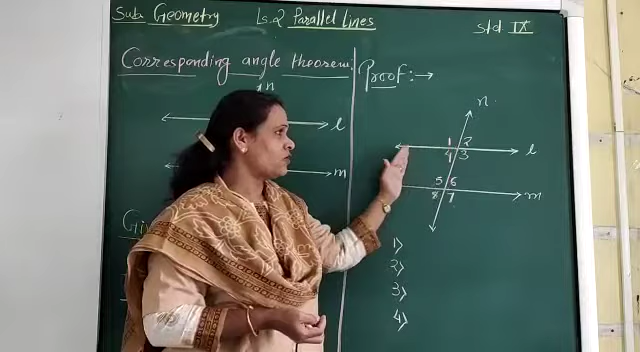 Sub: Geometry Ls. 2 Parallel Lines std IX
Corresponding angle theorem.
n
l
m
Proof:→
n
1 2
4 3
l
5 6
8 7
m
1)
2)
3)
4)